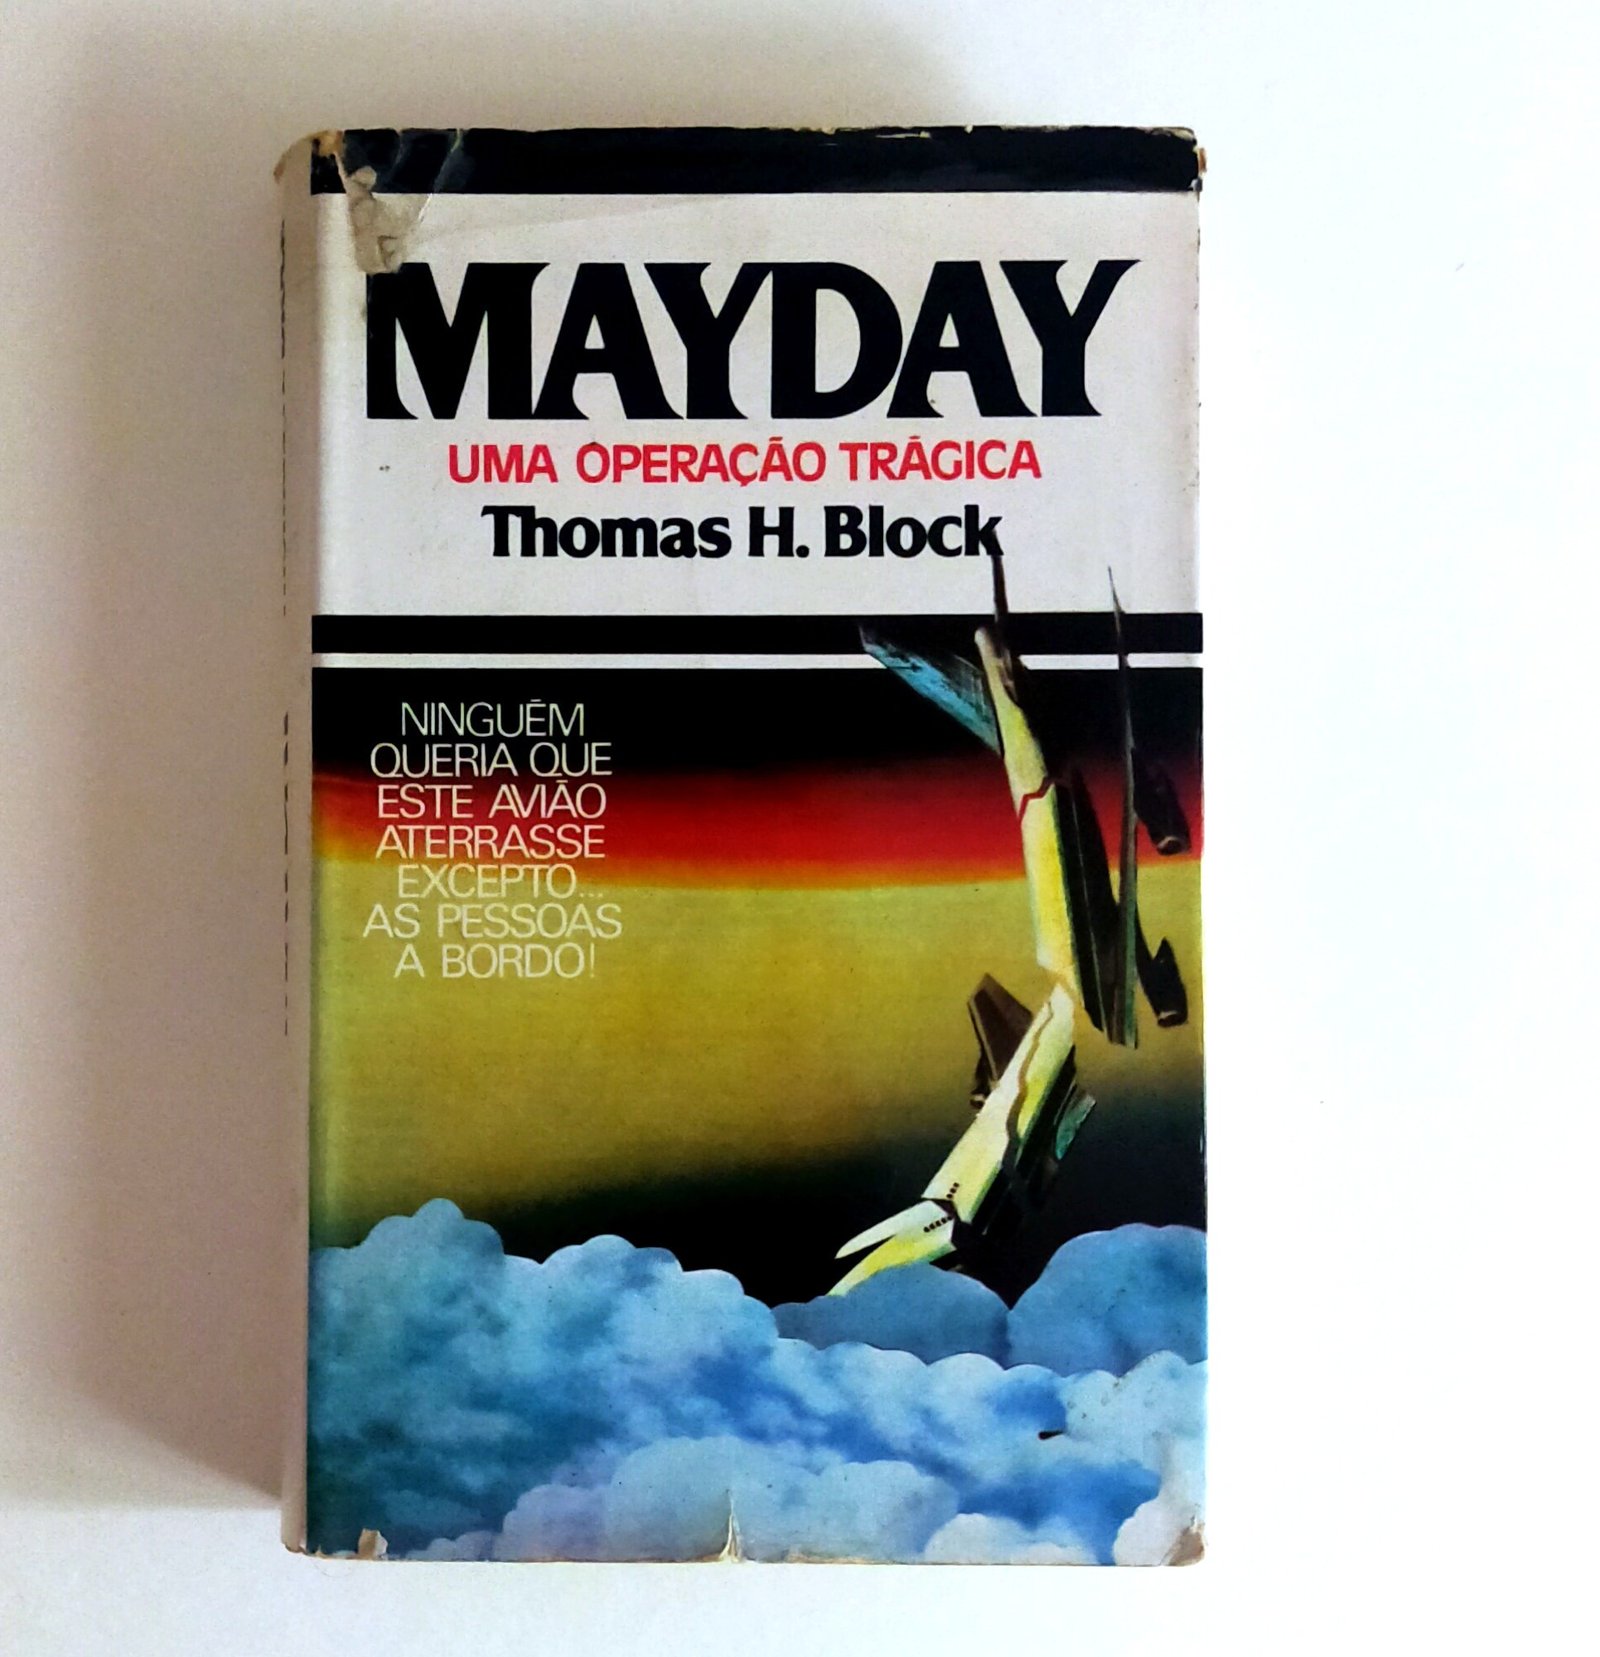 MAYDAY
UMA OPERAÇÃO TRÁGICA
Thomas H. Block
NINGUÉM
QUERIA QUE
ESTE AVIÃO
ATERRASSE
EXCEPTO...
AS PESSOAS
A BORDO!